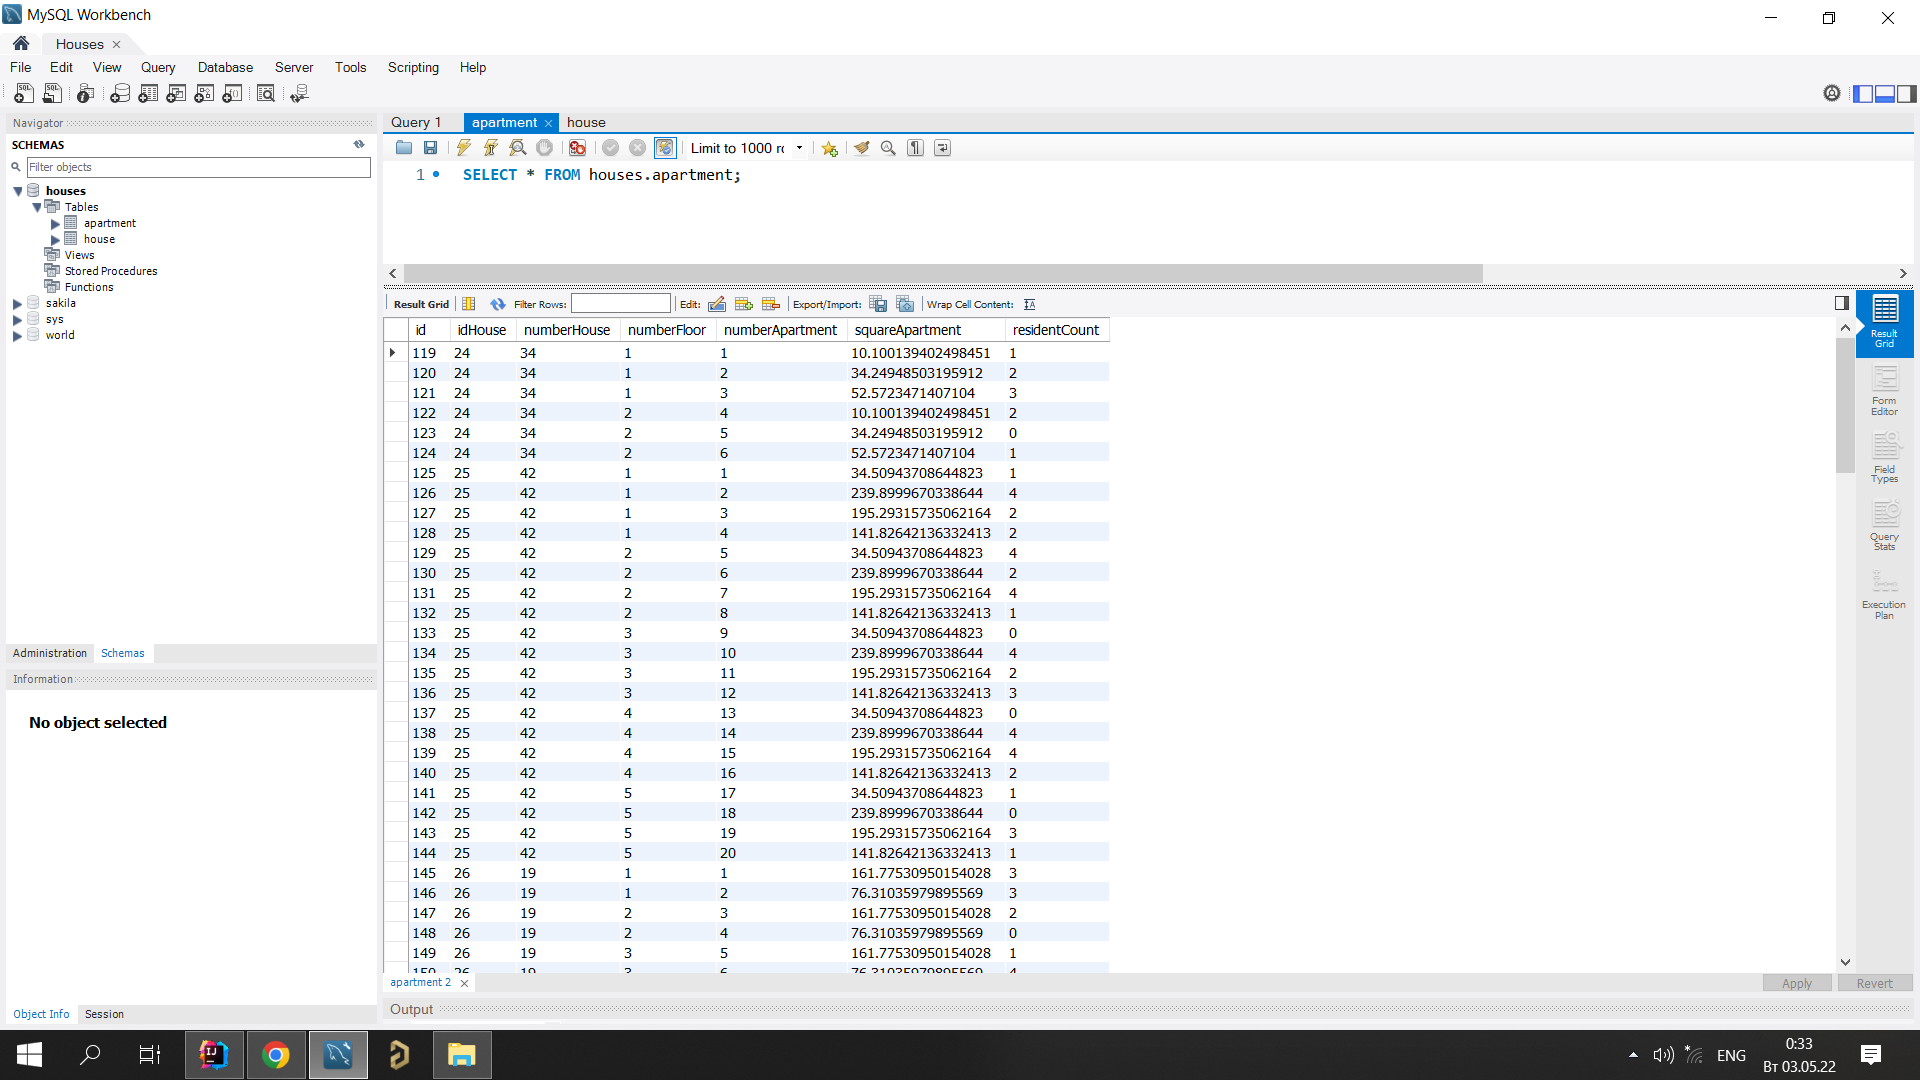 MySQL Workbench
Houses
File Edit View Query Database Server Tools Scripting Help
Navigator
SCHEMAS
Filter objects
houses
Tables
apartment
house
Views
Stored Procedures
Functions
sakila
sys
world
Administration Schemas
Information
No object selected
Object Info Session
Query 1 apartment house
Limit to 1000 rc
1 SELECT * FROM houses.apartment;
Result Grid Filter Rows: Edit: Export/Import: Wrap Cell Content:
id idHouse numberHouse numberFloor numberApartment squareApartment residentCount
119 24 34 1 1 10.100139402498451 1
120 24 34 1 2 34.24948503195912 2
121 24 34 1 3 52.5723471407104 3
122 24 34 2 4 10.100139402498451 2
123 24 34 2 5 34.24948503195912 0
124 24 34 2 6 52.5723471407104 1
125 25 42 1 1 34.50943708644823 1
126 25 42 1 2 239.8999670338644 4
127 25 42 1 3 195.29315735062164 2
128 25 42 1 4 141.82642136332413 2
129 25 42 2 5 34.50943708644823 4
130 25 42 2 6 239.8999670338644 2
131 25 42 2 7 195.29315735062164 4
132 25 42 2 8 141.82642136332413 1
133 25 42 3 9 34.50943708644823 0
134 25 42 3 10 239.8999670338644 4
135 25 42 3 11 195.29315735062164 2
136 25 42 3 12 141.82642136332413 3
137 25 42 4 13 34.50943708644823 0
138 25 42 4 14 239.8999670338644 4
139 25 42 4 15 195.29315735062164 4
140 25 42 4 16 141.82642136332413 2
141 25 42 5 17 34.50943708644823 1
142 25 42 5 18 239.8999670338644 0
143 25 42 5 19 195.29315735062164 3
144 25 42 5 20 141.82642136332413 1
145 26 19 1 1 161.77530950154028 3
146 26 19 1 2 76.31035979895569 3
147 26 19 2 3 161.77530950154028 2
148 26 19 2 4 76.31035979895569 0
149 26 19 3 5 161.77530950154028 1
150 26 19 3 6 76.31035979895569 4
Result
Grid
Form
Editor
Field
Types
Query
Stats
Execution
Plan
apartment 2
Apply Revert
Output
ENG
0:33
Вт 03.05.22